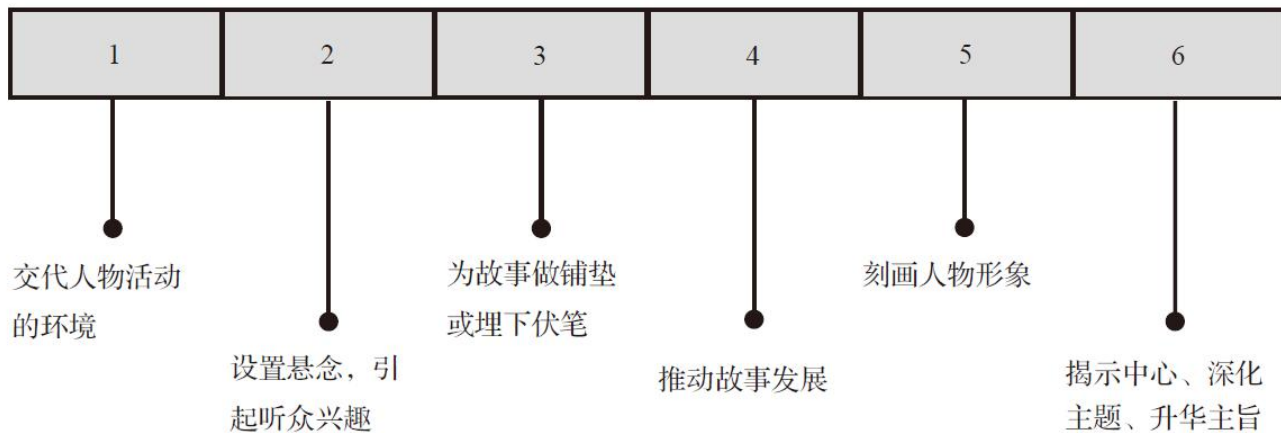 1
2
3
4
5
6
交代人物活动
的环境
设置悬念，引
起听众兴趣
为故事做铺垫
或埋下伏笔
推动故事发展
刻画人物形象
揭示中心、深化
主题、升华主旨